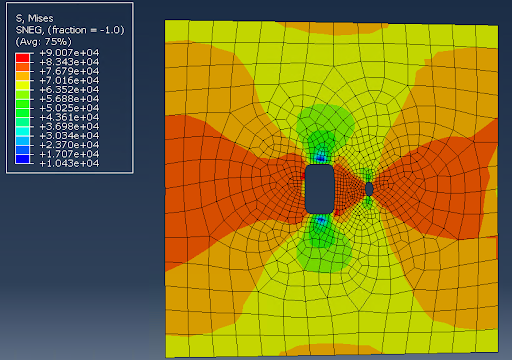 S, Mises
SNEG, (fraction = -1.0)
(Avg: 75%)
+9.007e+04
+8.343e+04
+7.679e+04
+7.016e+04
+6.352e+04
+5.688e+04
+5.025e+04
+4.361e+04
+3.698e+04
+3.034e+04
+2.370e+04
+1.707e+04
+1.043e+04